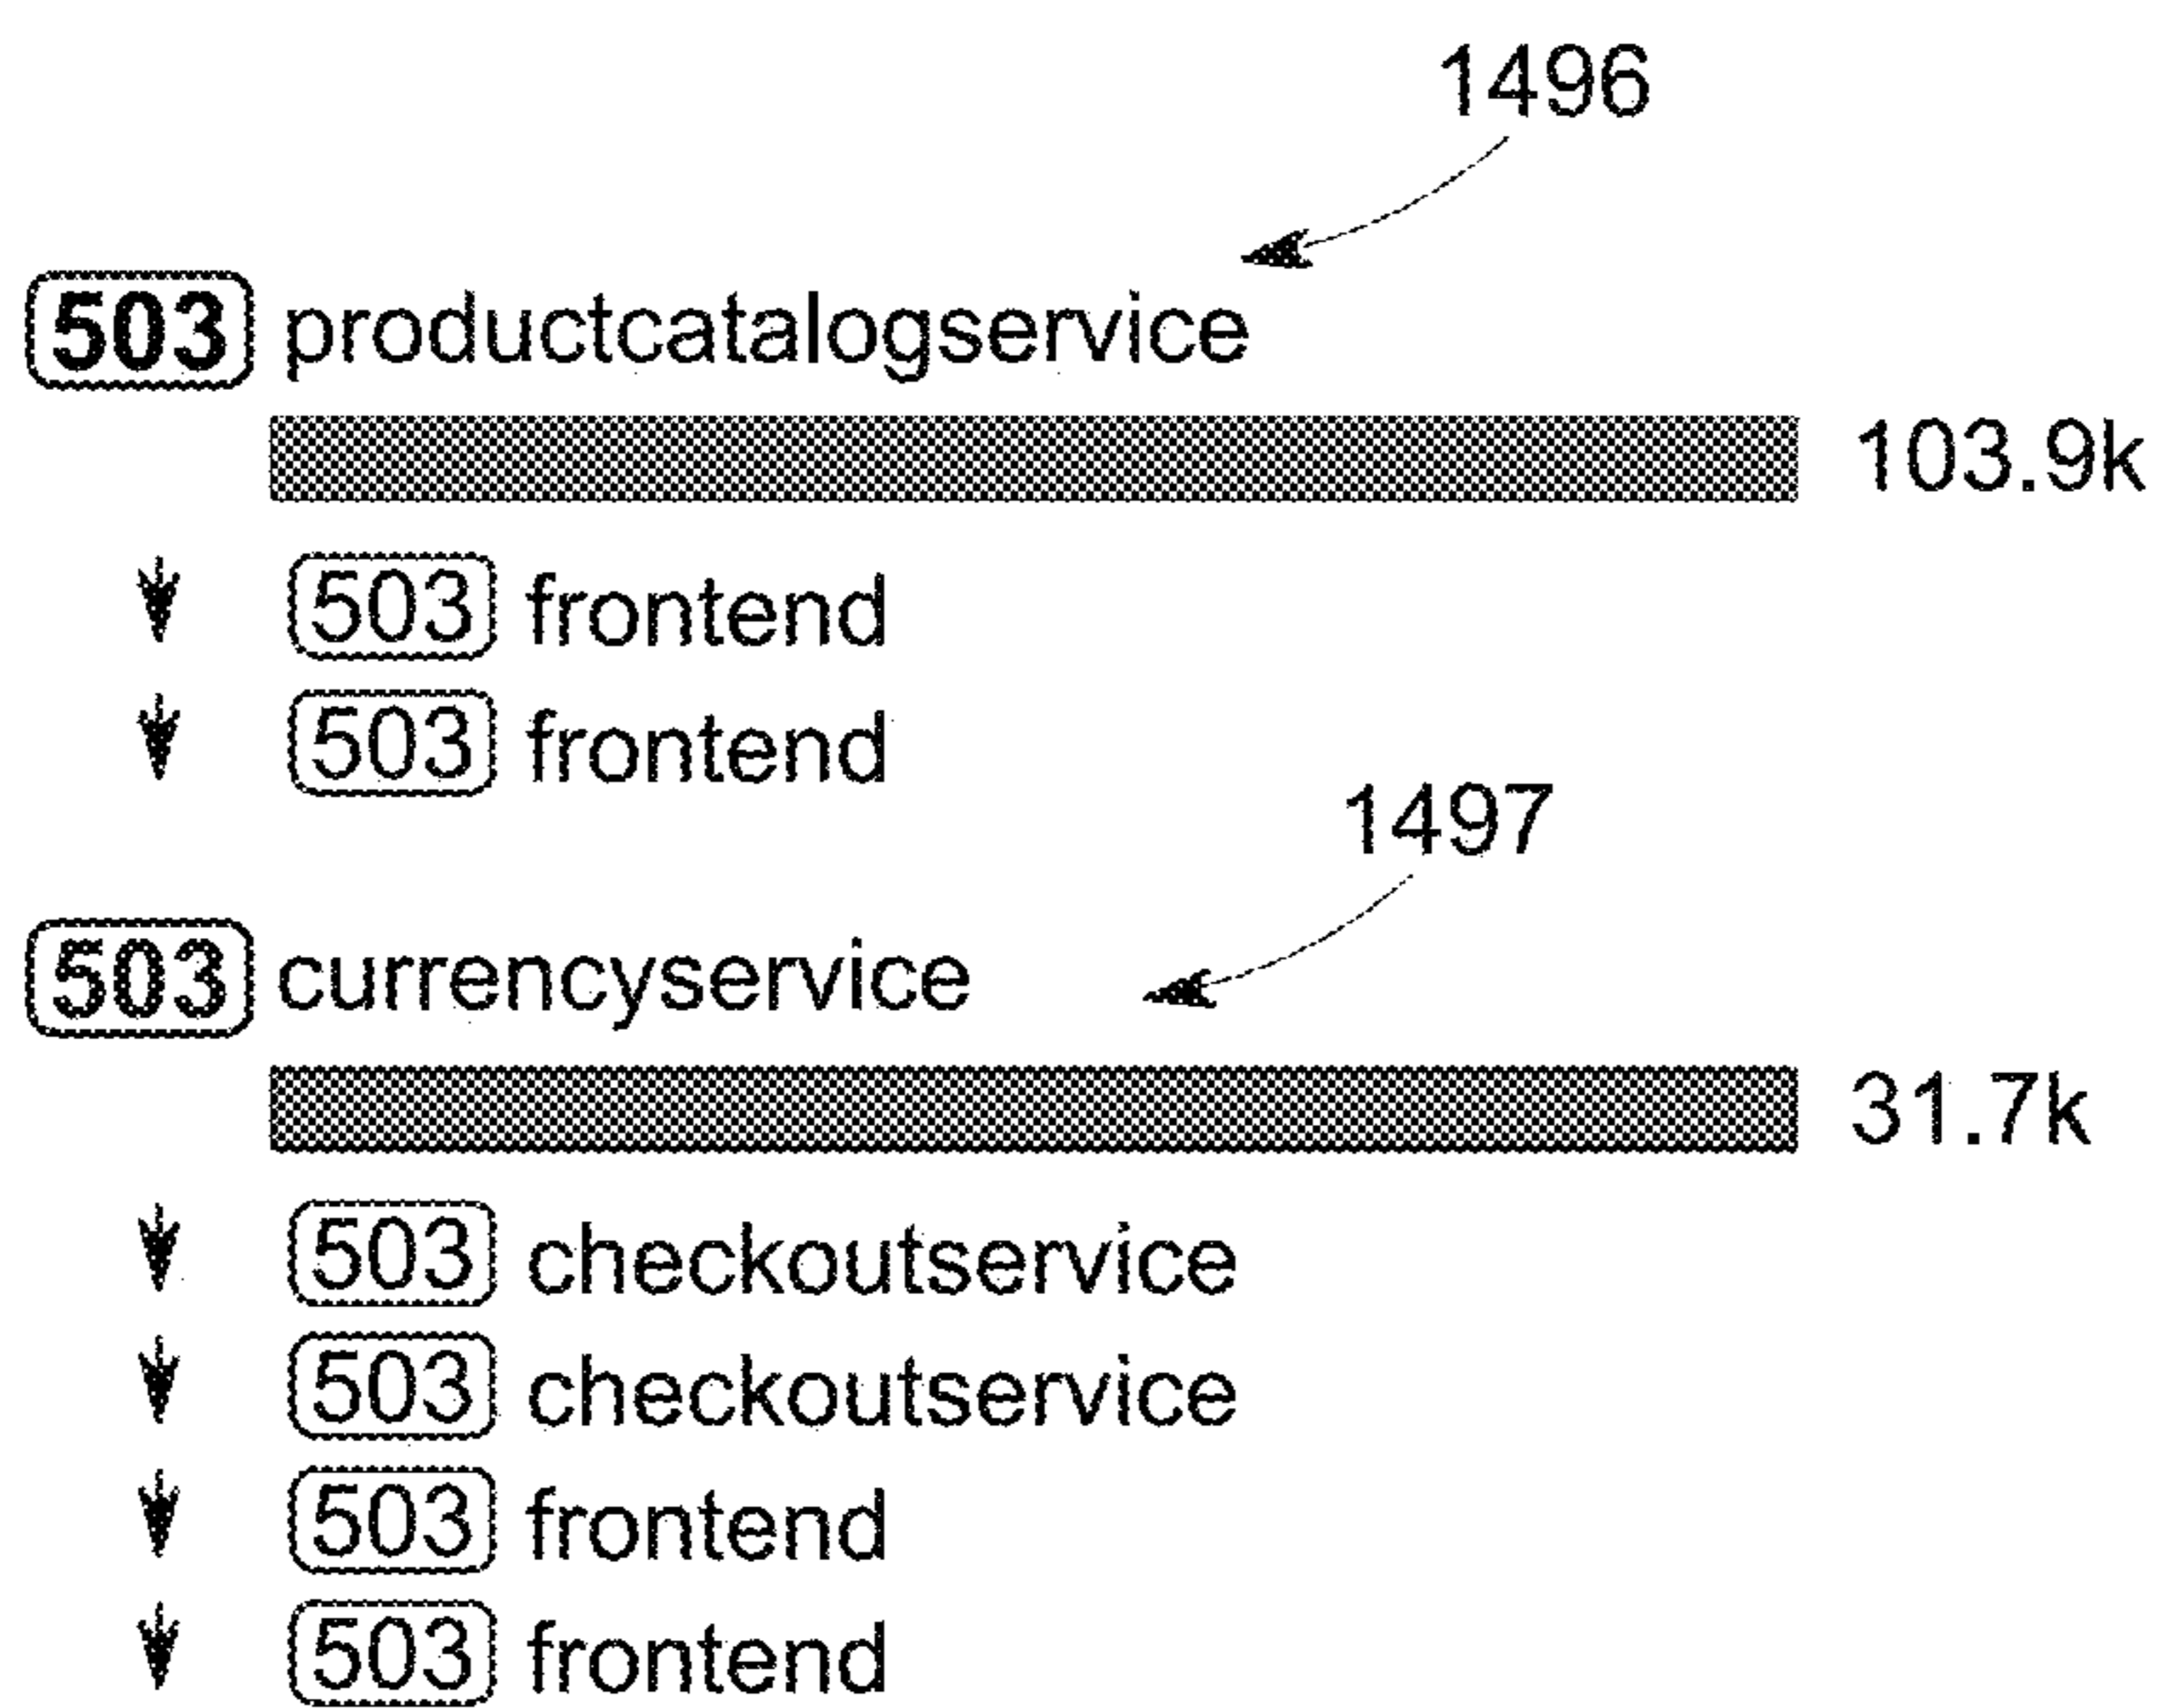 1496
503 productcatalogservice
103.9k
503 frontend
503 frontend
1497
503 currencyservice
31.7k
503 checkoutservice
503 checkoutservice
503 frontend
503 frontend